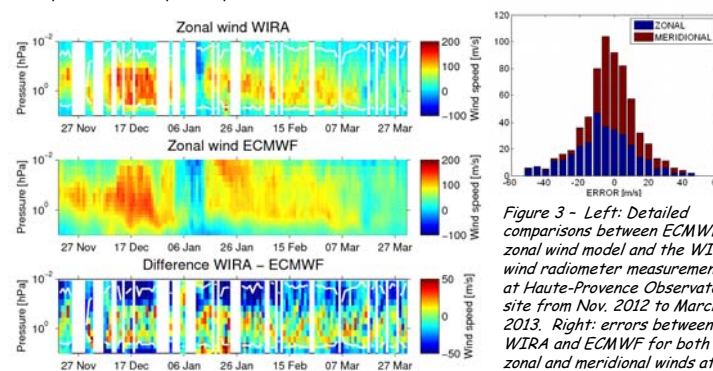 Zonal wind WIRA
10⁻²
10⁰
Pressure [hPa]
27 Nov 17 Dec 06 Jan 26 Jan 15 Feb 07 Mar 27 Mar
200
100
0
-100
Wind speed [m/s]
Zonal wind ECMWF
10⁻²
10⁰
Pressure [hPa]
27 Nov 17 Dec 06 Jan 26 Jan 15 Feb 07 Mar 27 Mar
200
100
0
-100
Wind speed [m/s]
Difference WIRA - ECMWF
10⁻²
10⁰
Pressure [hPa]
27 Nov 17 Dec 06 Jan 26 Jan 15 Feb 07 Mar 27 Mar
50
0
-50
Wind speed [m/s]
120
100
80
60
40
20
0
ZONAL
MERIDIONAL
-40 -20 0 20 40
ERROR [m/s]
Figure 3 - Left: Detailed
comparisons between ECMW
zonal wind model and the WI
wind radiometer measuremen
at Haute-Provence Observat
site from Nov. 2012 to March
2013. Right: errors between
WIRA and ECMWF for both
zonal and meridional winds at